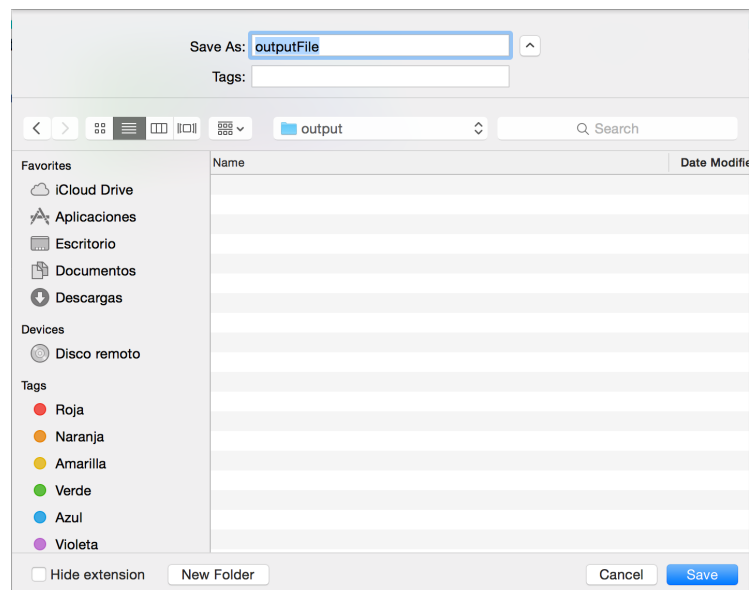 Save As: outputFile
Tags:
output
Search
Favorites
Name
Date Modifie
iCloud Drive
Aplicaciones
Escritorio
Documentos
Descargas
Devices
Disco remoto
Tags
Roja
Naranja
Amarilla
Verde
Azul
Violeta
Hide extension
New Folder
Cancel
Save